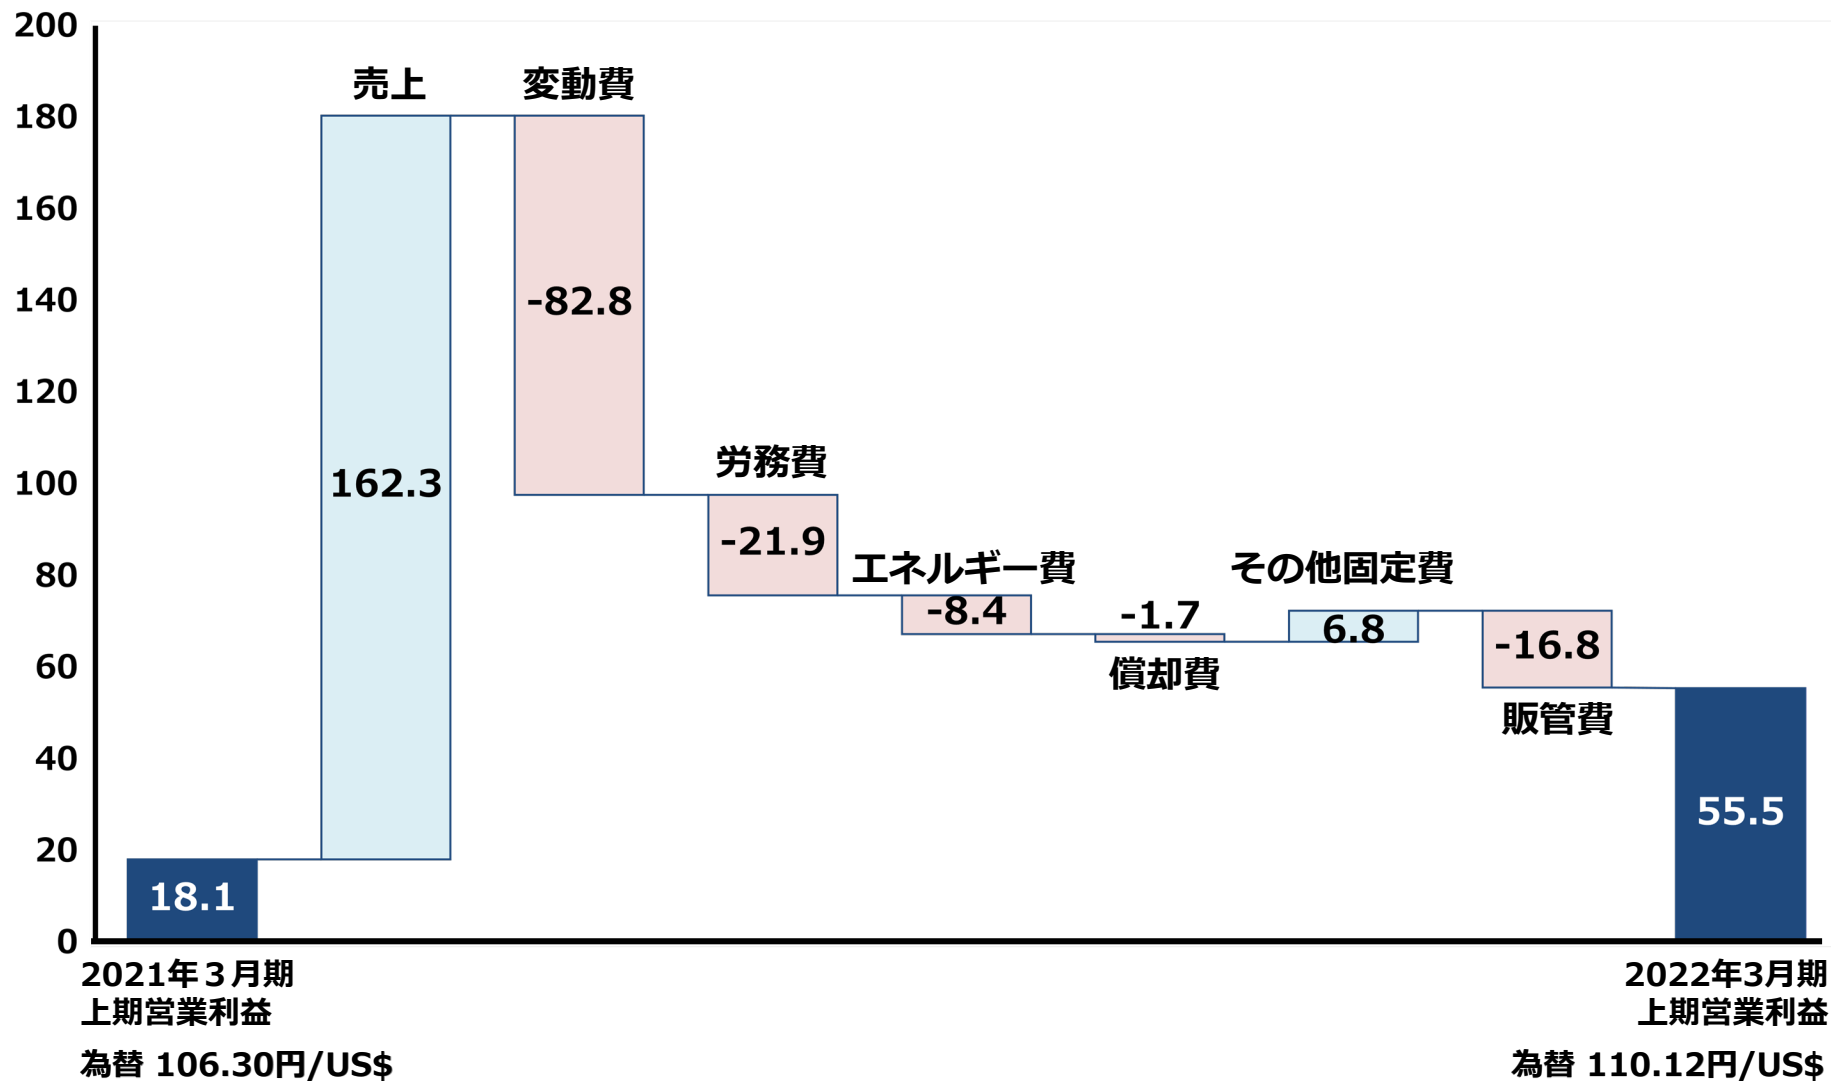 200
180
160
140
120
100
80
60
40
20
0
売上
変動費
労務費
エネルギー費
償却費
その他固定費
販管費
18.1
162.3
-82.8
-21.9
-8.4
-1.7
6.8
-16.8
55.5
2021年３月期
上期営業利益
為替 106.30円/US$
2022年3月期
上期営業利益
為替 110.12円/US$